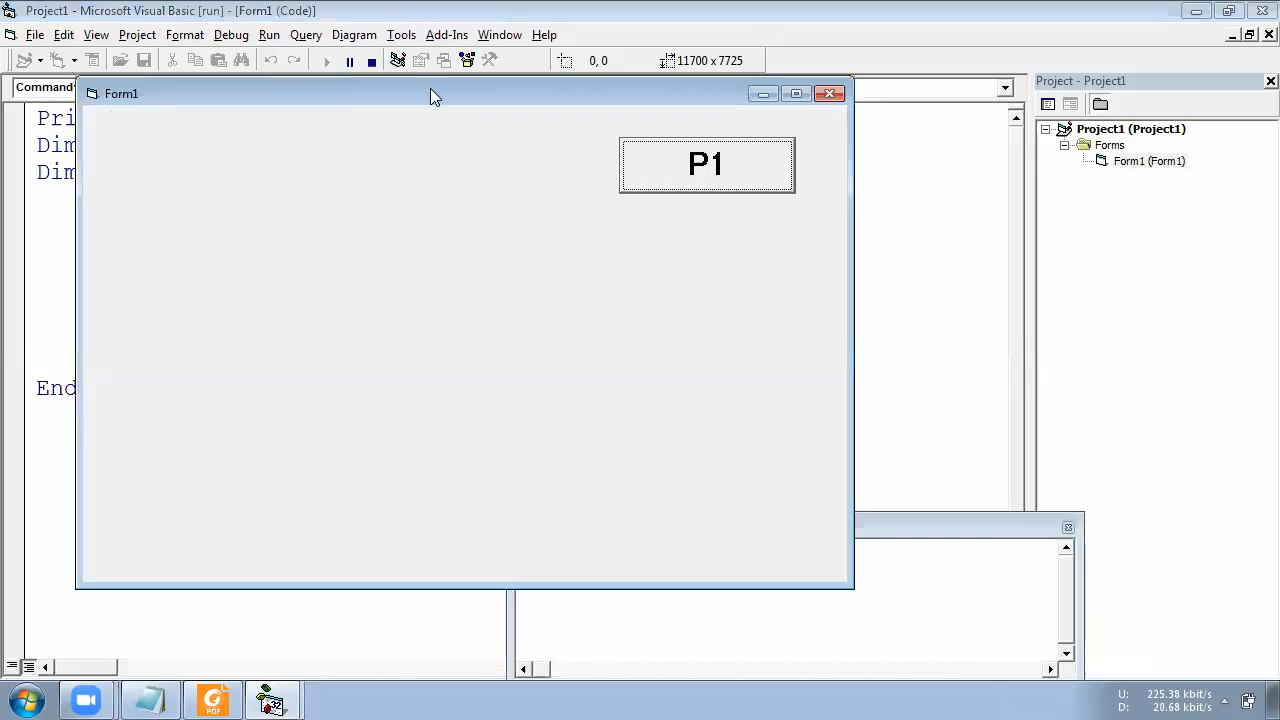 Project1 - Microsoft Visual Basic [run] - [Form1 (Code)]
File Edit View Project Format Debug Run Query Diagram Tools Add-Ins Window Help
0, 0 11700 x 7725
Command
Form1
Project - Project1
Pri
Dim
Dim
End
P1
Project1 (Project1)
Forms
Form1 (Form1)
32
PDF
U: 225.38 kbit/s
D: 20.68 kbit/s